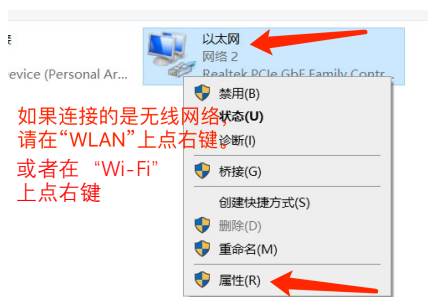 以太网
网络 2
evice (Personal Ar...
Realtek PCIe GbE Family Contr...
禁用(B)
如果连接的是无线网络,
状态(U)
请在“WLAN”上点右键,
诊断(I)
或者在 “Wi-Fi”
桥接(G)
上点右键
创建快捷方式(S)
删除(D)
重命名(M)
属性(R)